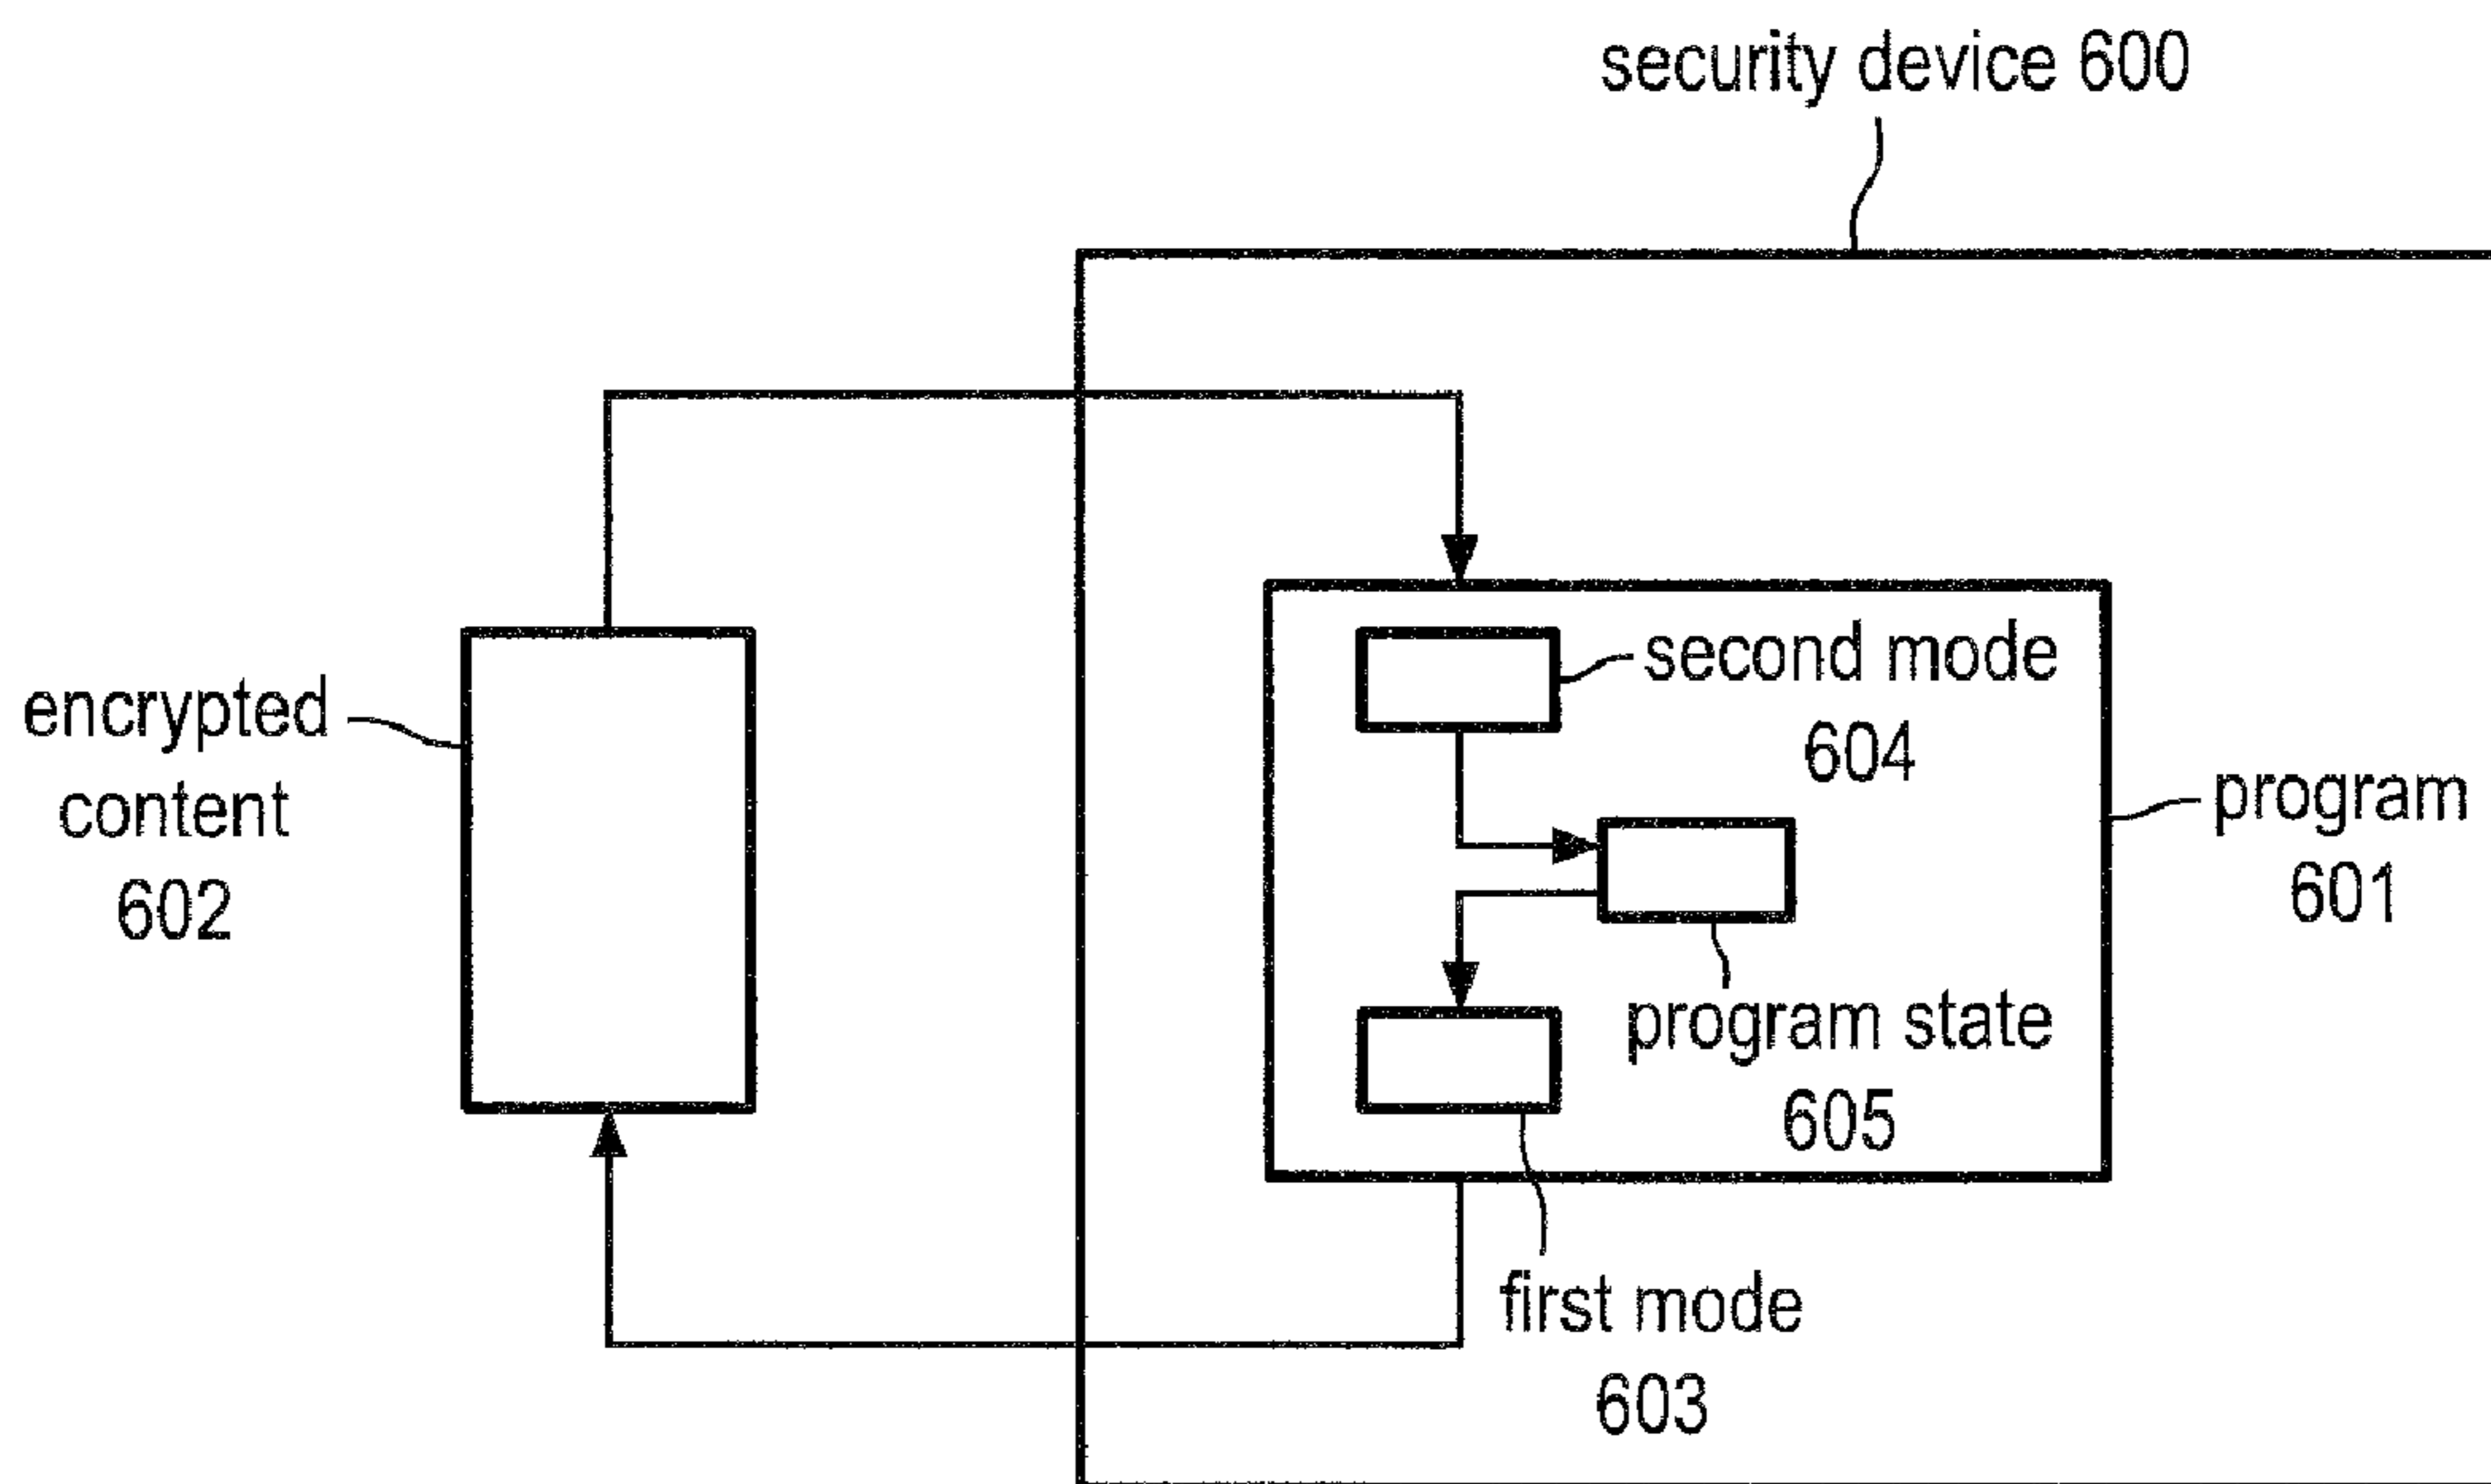 security device 600
encrypted
content
602
second mode
604
program
601
program state
605
first mode
603